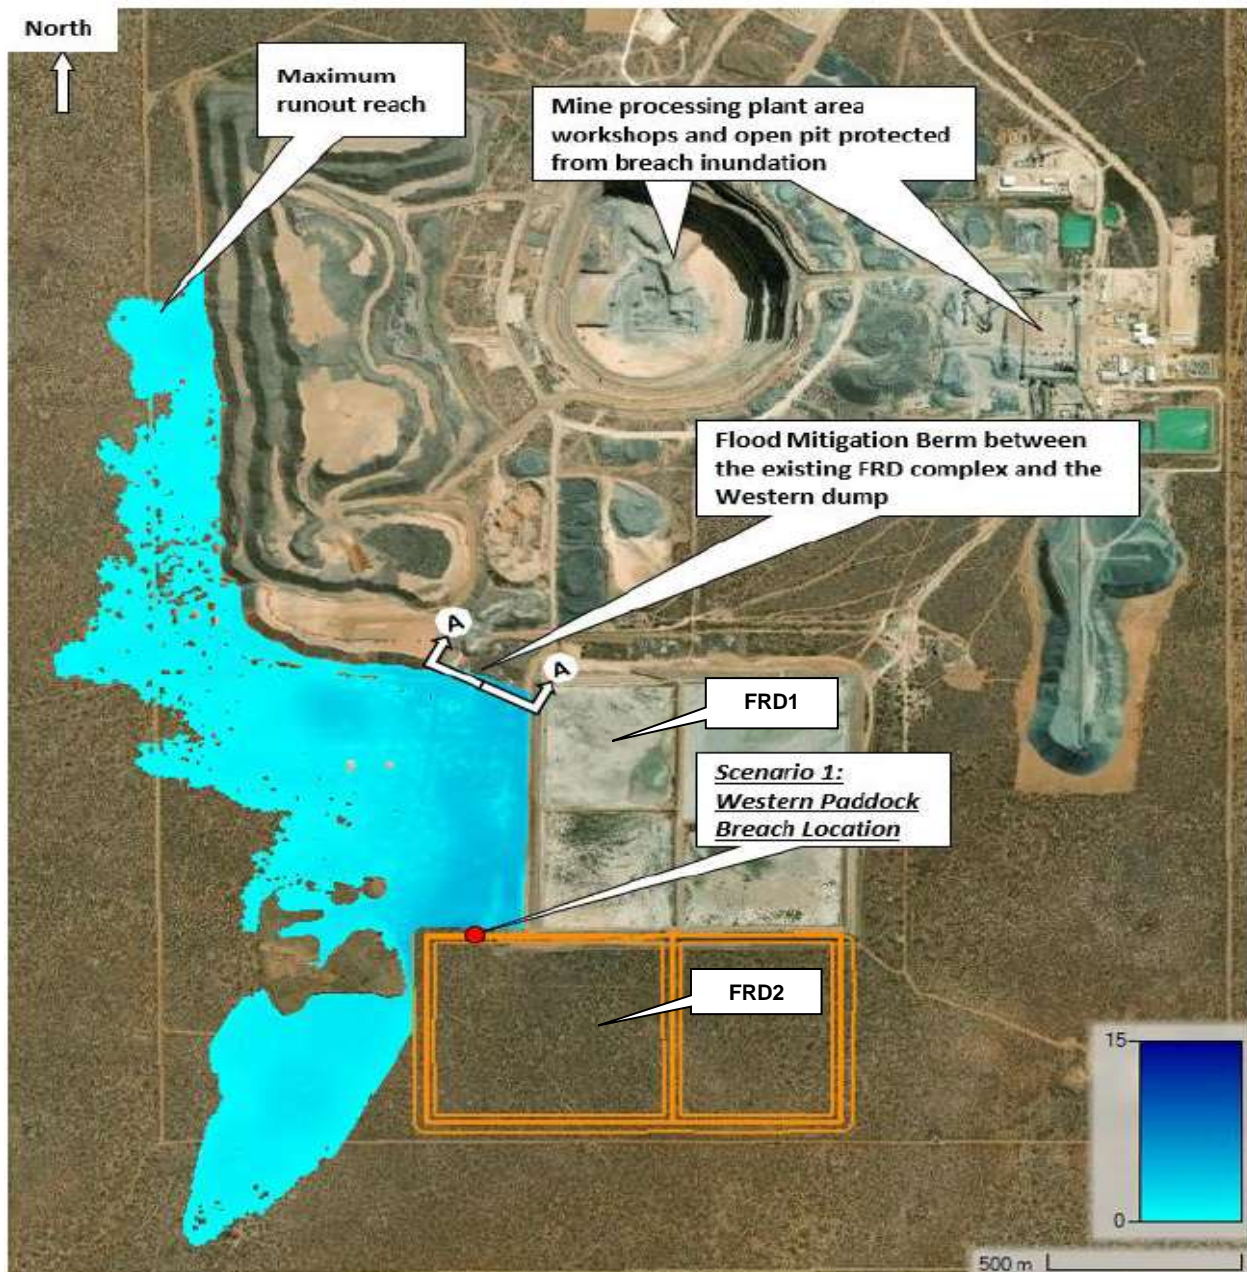 North
Maximum
runout reach
Mine processing plant area
workshops and open pit protected
from breach inundation
Flood Mitigation Berm between
the existing FRD complex and the
Western dump
A
A
FRD1
Scenario 1:
Western Paddock
Breach Location
FRD2
15
0
500 m